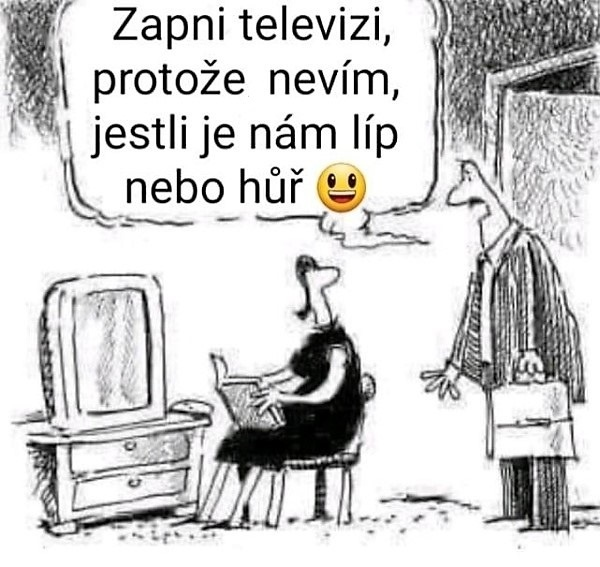 Zapni televizi,
protože nevím,
jestli je nám líp
nebo hůř 😃